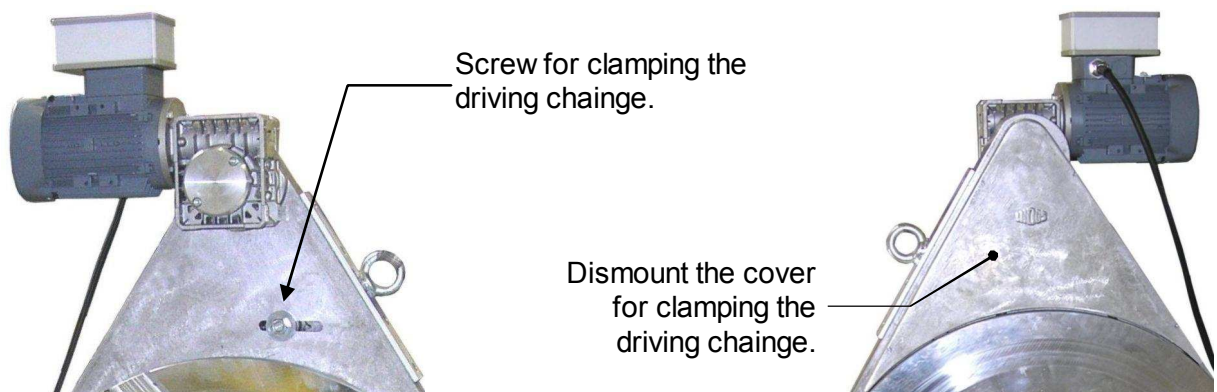 Screw for clamping the
driving chainge.
Dismount the cover
for clamping the
driving chainge.